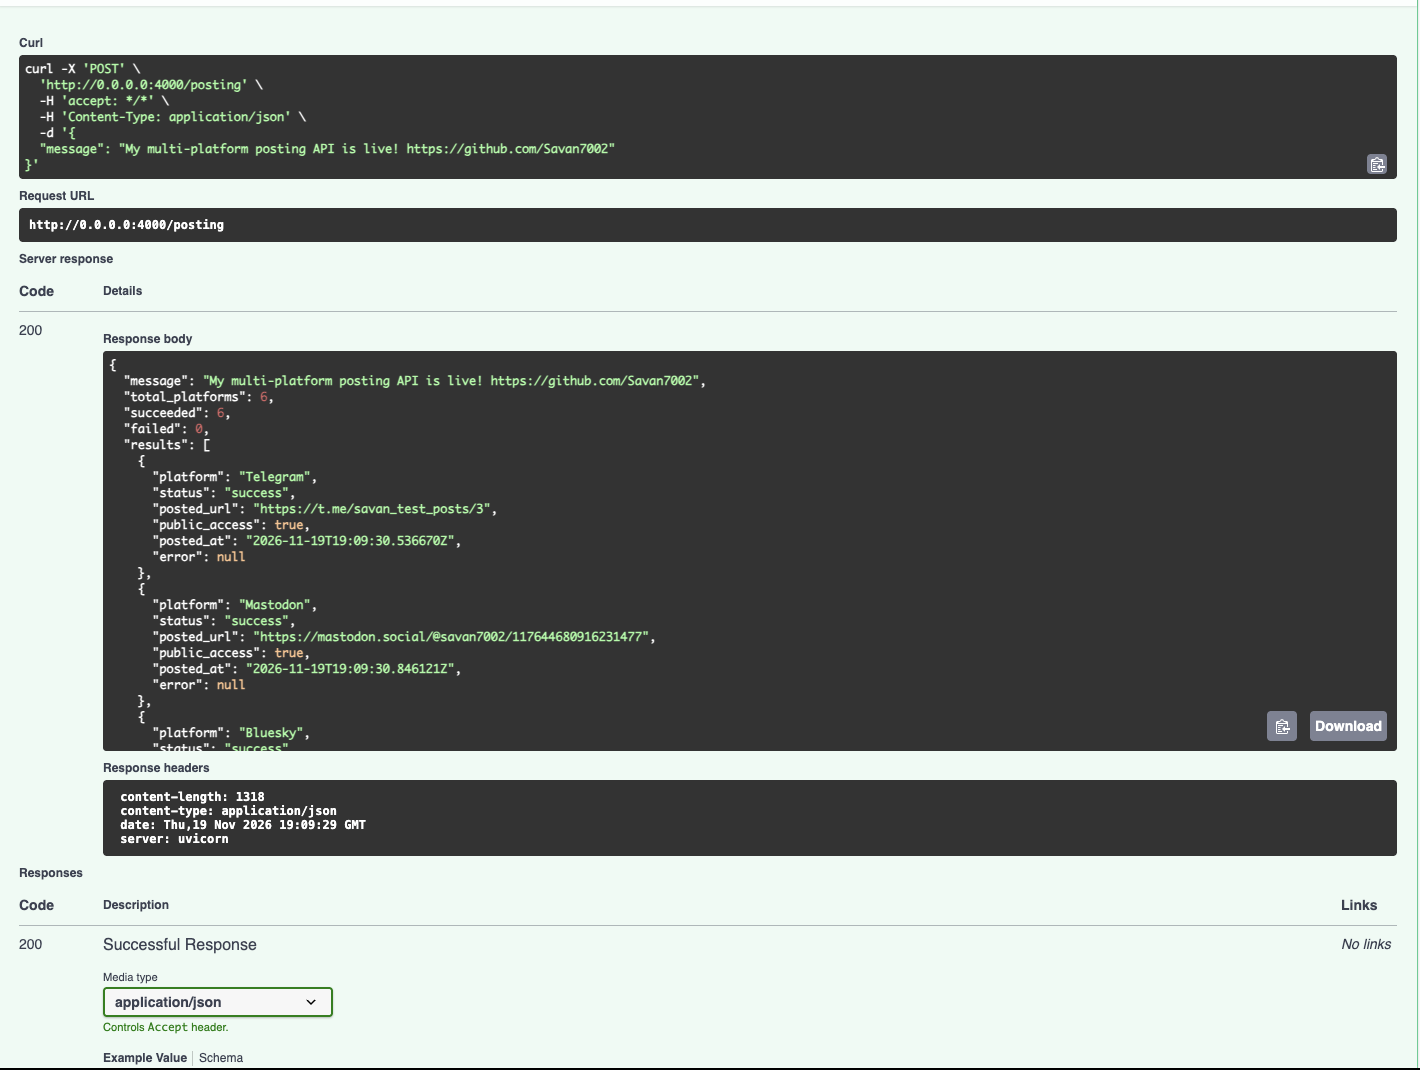 Curl
curl -X 'POST' \
  'http://0.0.0.0:4000/posting' \
  -H 'accept: */*' \
  -H 'Content-Type: application/json' \
  -d '{
  "message": "My multi-platform posting API is live! https://github.com/Savan7002"
}'
Request URL
http://0.0.0.0:4000/posting
Server response
Code Details
200
Response body
{
  "message": "My multi-platform posting API is live! https://github.com/Savan7002",
  "total_platforms": 6,
  "succeeded": 6,
  "failed": 0,
  "results": [
    {
      "platform": "Telegram",
      "status": "success",
      "posted_url": "https://t.me/savan_test_posts/3",
      "public_access": true,
      "posted_at": "2026-11-19T19:09:30.536670Z",
      "error": null
    },
    {
      "platform": "Mastodon",
      "status": "success",
      "posted_url": "https://mastodon.social/@savan7002/117644680916231477",
      "public_access": true,
      "posted_at": "2026-11-19T19:09:30.846121Z",
      "error": null
    },
    {
      "platform": "Bluesky",
      "status": "success"
Download
Response headers
content-length: 1318
content-type: application/json
date: Thu,19 Nov 2026 19:09:29 GMT
server: uvicorn
Responses
Code Description Links
200 Successful Response No links
Media type
application/json
Controls Accept header.
Example Value Schema